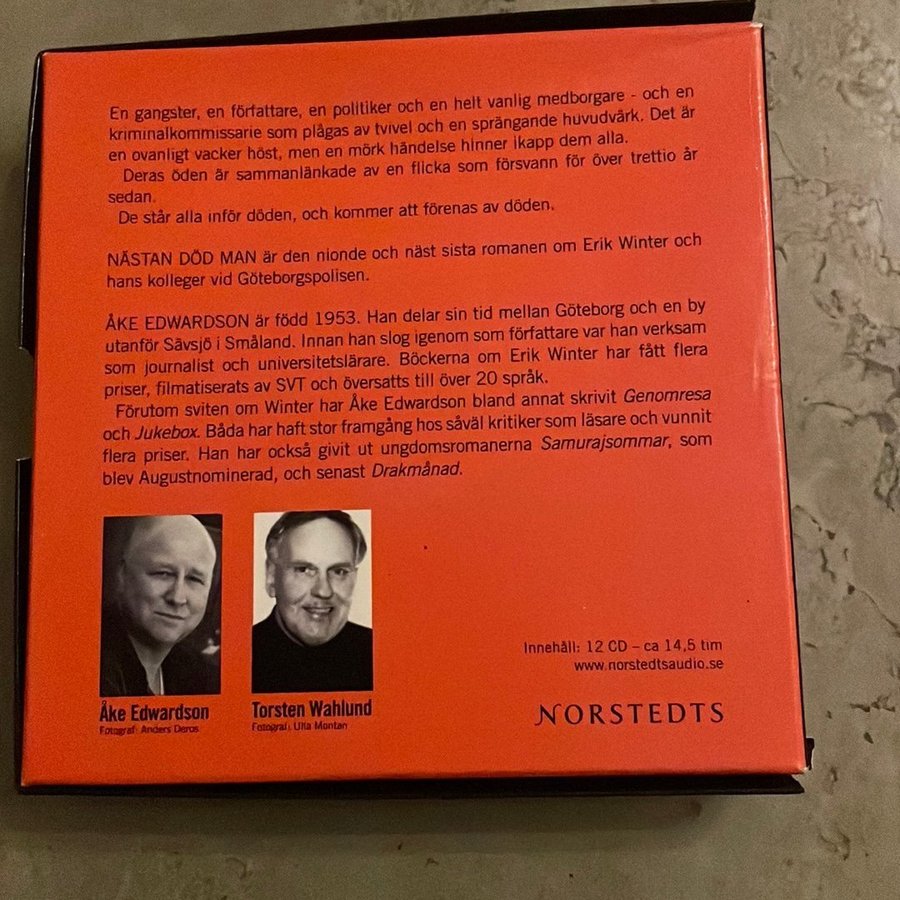 En gangster, en författare, en politiker och en helt vanlig medborgare - och en
kriminalkommissarie som plågas av tvivel och en sprängande huvudvärk. Det är
en ovanligt vacker höst, men en mörk händelse hinner ikapp dem alla.
Deras öden är sammanlänkade av en flicka som försvann för över trettio år
sedan.
De står alla inför döden, och kommer att förenas av döden.
NÄSTAN DÖD MAN är den nionde och näst sista romanen om Erik Winter och
hans kolleger vid Göteborgspolisen.
ÅKE EDWARDSON är född 1953. Han delar sin tid mellan Göteborg och en by
utanför Sävsjö i Småland. Innan han slog igenom som författare var han verksam
som journalist och universitetslärare. Böckerna om Erik Winter har fått flera
priser, filmatiserats av SVT och översatts till över 20 språk.
Förutom sviten om Winter har Åke Edwardson bland annat skrivit Genomresa
och Jukebox. Båda har haft stor framgång hos såväl kritiker som läsare och vunnit
flera priser. Han har också givit ut ungdomsromanerna Samurajsommar, som
blev Augustnominerad, och senast Drakmånad.
Åke Edwardson
Fotograf: Anders Deros
Torsten Wahlund
Fotograf: Ulla Montan
Innehåll: 12 CD – ca 14,5 tim
www.norstedtsaudio.se
NORSTEDTS